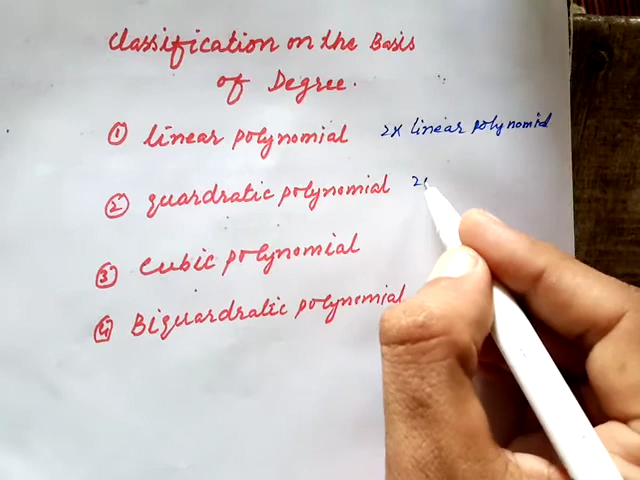 Classification on the Basis
of Degree.
① linear polynomial 2x linear polynomial
② quardratic polynomial 2
③ Cubic polynomial
④ Biquardratic polynomial